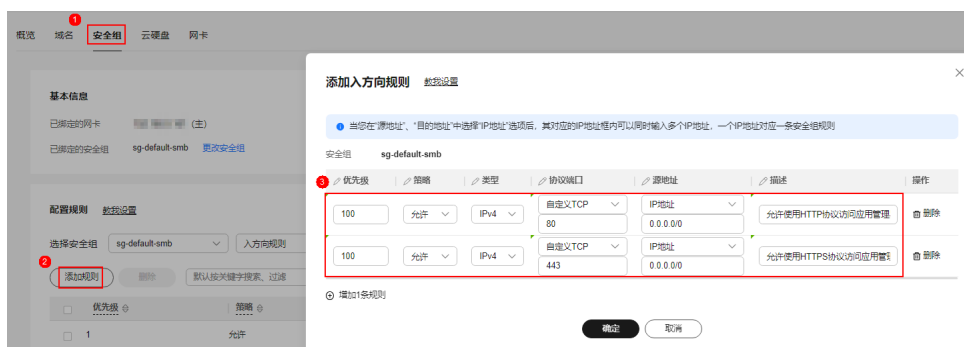 1
概览 域名 安全组 云硬盘 网卡
基本信息
已绑定的网卡 (主)
已绑定的安全组 sg-default-smb 更改安全组
配置规则 教我设置
选择安全组 sg-default-smb 入方向规则
2
添加规则 删除 默认按关键字搜索、过滤
优先级 策略
1 允许
添加入方向规则 教我设置
当您在“源地址”、“目的地址”中选择“IP地址”选项后，其对应的IP地址框内可以同时输入多个IP地址，一个IP地址对应一条安全组规则
安全组 sg-default-smb
3 优先级 策略 类型 协议端口 源地址 描述 操作
100 允许 IPv4 自定义TCP IP地址 允许使用HTTP协议访问应用管理 删除
80 0.0.0.0/0
100 允许 IPv4 自定义TCP IP地址 允许使用HTTPS协议访问应用管 删除
443 0.0.0.0/0
增加1条规则
确定 取消